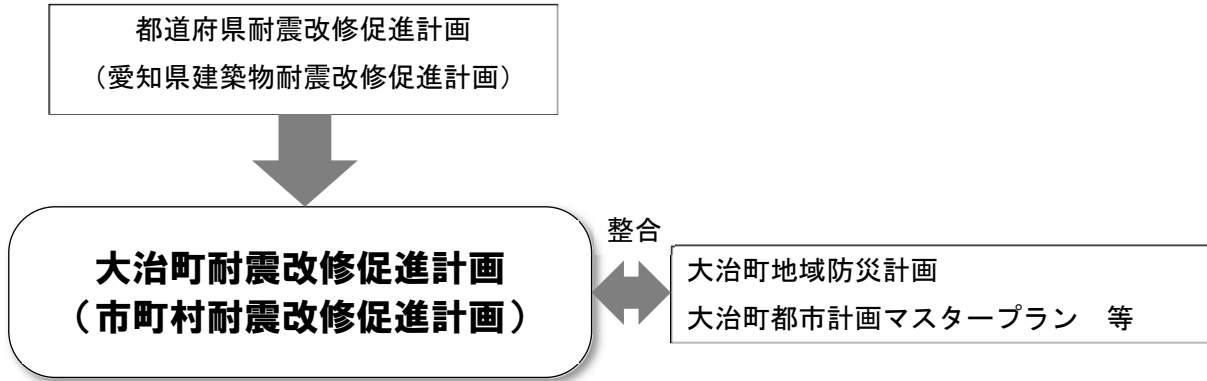 都道府県耐震改修促進計画
（愛知県建築物耐震改修促進計画）
大治町耐震改修促進計画
（市町村耐震改修促進計画）
整合
大治町地域防災計画
大治町都市計画マスタープラン　等